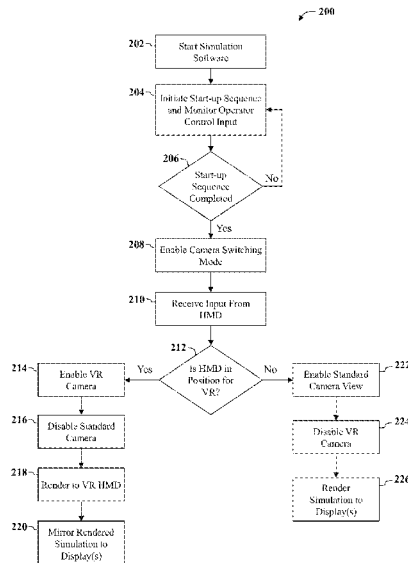 200
202
Start Simulation
Software
204
Initiate Start-up Sequence
and Monitor Operator
Control Input
206
Start-up
Sequence
Completed
No
Yes
208
Enable Camera Switching
Mode
210
Receive Input From
HMD
212
Is HMD in
Position for
VR?
Yes
No
214
Enable VR
Camera
216
Disable Standard
Camera
218
Render to VR HMD
220
Mirror Rendered
Simulation to
Display(s)
222
Enable Standard
Camera View
224
Disable VR
Camera
226
Render
Simulation to
Display(s)